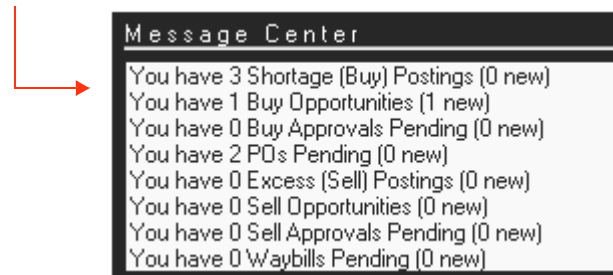 Message Center
You have 3 Shortage (Buy) Postings (0 new)
You have 1 Buy Opportunities (1 new)
You have 0 Buy Approvals Pending (0 new)
You have 2 POs Pending (0 new)
You have 0 Excess (Sell) Postings (0 new)
You have 0 Sell Opportunities (0 new)
You have 0 Sell Approvals Pending (0 new)
You have 0 Waybills Pending (0 new)